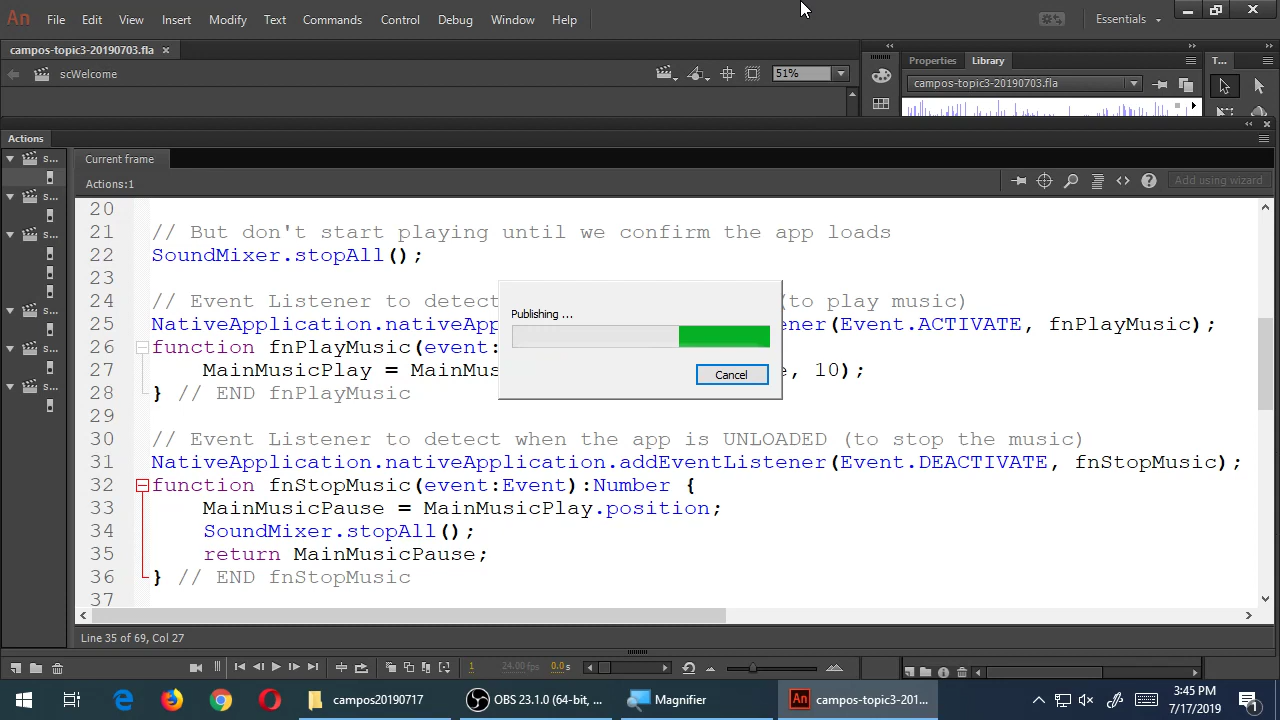 An File Edit View Insert Modify Text Commands Control Debug Window Help Essentials
campos-topic3-20190703.fla ×
Properties Library T...
scWelcome 51% campos-topic3-20190703.fla
Actions
s... Current frame
Actions:1 Add using wizard
s...
20
21 // But don't start playing until we confirm the app loads
s...
22 SoundMixer.stopAll();
23
24 // Event Listener to detect (to play music)
s...
Publishing ...
25 NativeApplication.nativeApp ener(Event.ACTIVATE, fnPlayMusic);
26 function fnPlayMusic(event:
s...
27 MainMusicPlay = MainMus e, 10);
Cancel
s...
28 } // END fnPlayMusic
29
30 // Event Listener to detect when the app is UNLOADED (to stop the music)
31 NativeApplication.nativeApplication.addEventListener(Event.DEACTIVATE, fnStopMusic);
32 function fnStopMusic(event:Event):Number {
33 MainMusicPause = MainMusicPlay.position;
34 SoundMixer.stopAll();
35 return MainMusicPause;
36 } // END fnStopMusic
37
Line 35 of 69, Col 27
1 24.00fps 0.0s
campos20190717 OBS 23.1.0 (64-bit, ... Magnifier An campos-topic3-201... 3:45 PM
7/17/2019 1